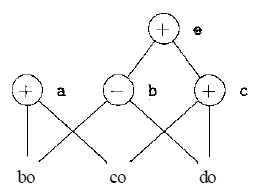 + e
+ a - b + c
bo co do